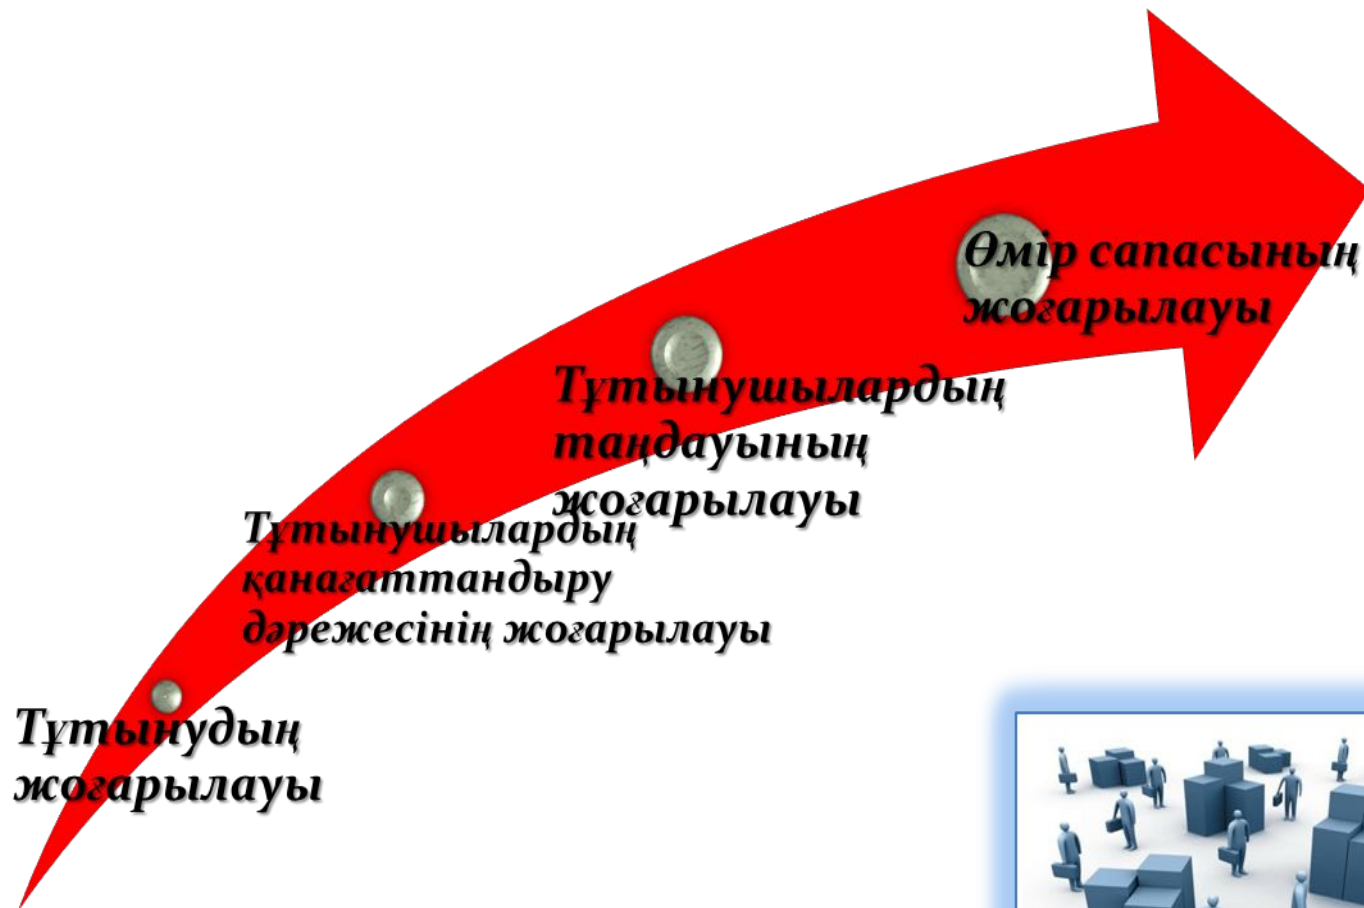 Өмір сапасының
жоғарылауы
Тұтынушылардың
таңдауының
жоғарылауы
Тұтынушылардың
қанағаттандыру
дәрежесінің жоғарылауы
Тұтынудың
жоғарылауы